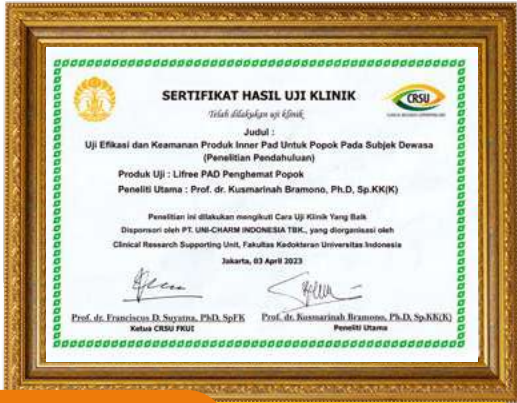 SERTIFIKAT HASIL UJI KLINIK
CRSU
Telah dilakukan uji klinik
Judul :
Uji Efikasi dan Keamanan Produk Inner Pad Untuk Popok Pada Subjek Dewasa
(Penelitian Pendahuluan)
Produk Uji : Lifree PAD Penghemat Popok
Peneliti Utama : Prof. dr. Kusmarinah Bramono, Ph.D, Sp.KK(K)
Penelitian ini dilakukan mengikuti Cara Uji Klinik Yang Baik
Disponsori oleh PT. UNI-CHARM INDONESIA TBK., yang diorganisasi oleh
Clinical Research Supporting Unit, Fakultas Kedokteran Universitas Indonesia
Jakarta, 03 April 2023
Prof. dr. Franciscus D. Suyatna, PhD, SpFK Prof. dr. Kusmarinah Bramono, Ph.D, Sp.KK(K)
Ketua CRSU FKUI Peneliti Utama